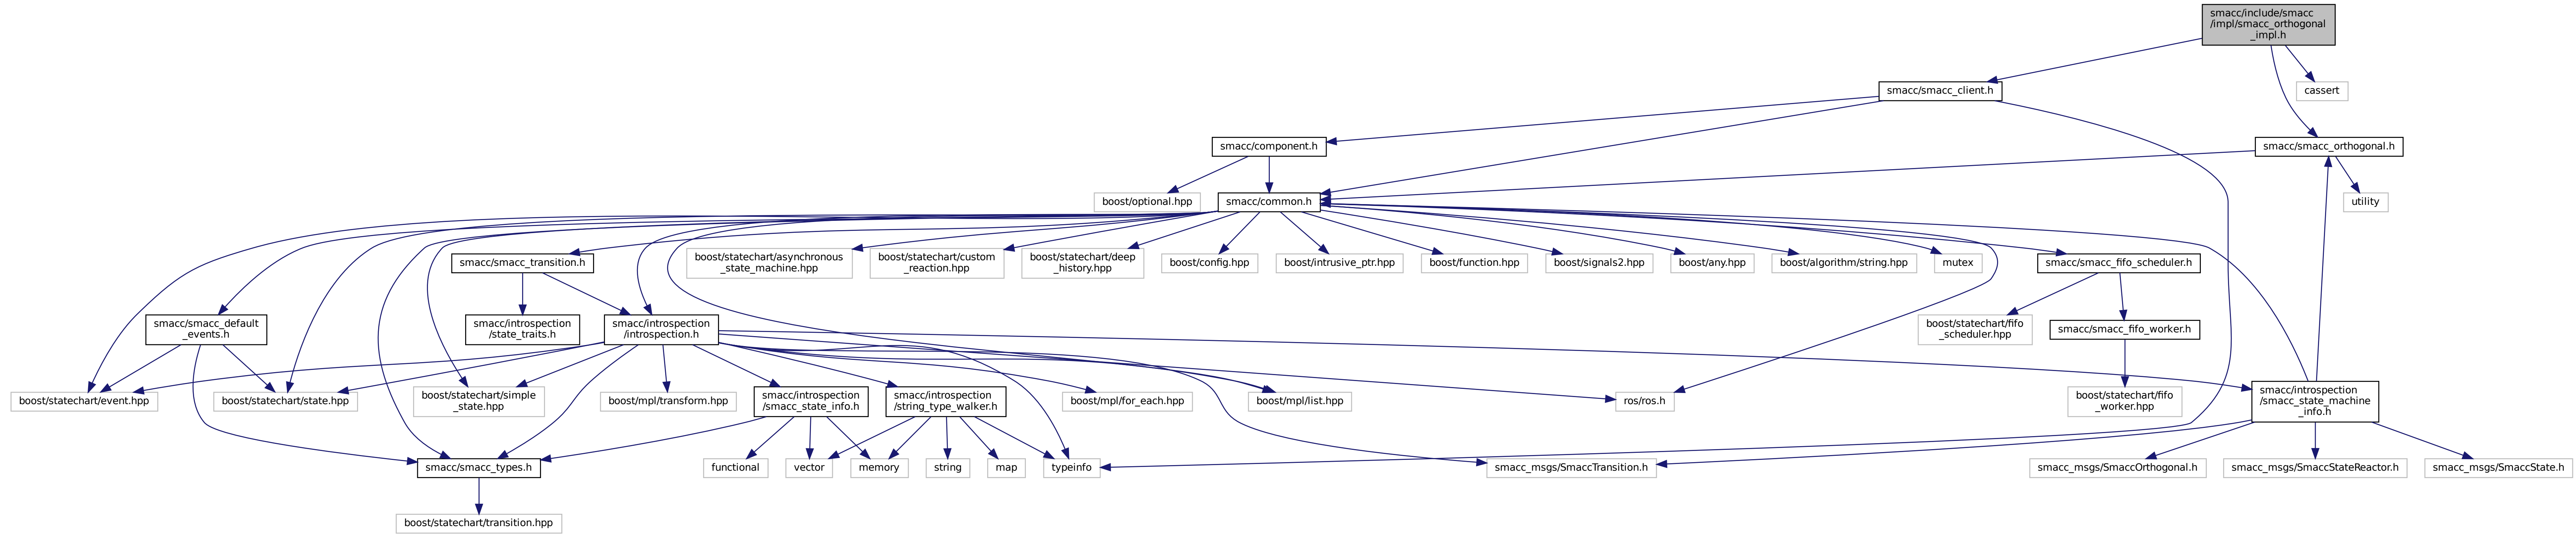 smacc/include/smacc
/impl/smacc_orthogonal
_impl.h
smacc/smacc_client.h
cassert
smacc/component.h
smacc/smacc_orthogonal.h
boost/optional.hpp
smacc/common.h
utility
smacc/smacc_transition.h
boost/statechart/asynchronous
_state_machine.hpp
boost/statechart/custom
_reaction.hpp
boost/statechart/deep
_history.hpp
boost/config.hpp
boost/intrusive_ptr.hpp
boost/function.hpp
boost/signals2.hpp
boost/any.hpp
boost/algorithm/string.hpp
mutex
smacc/smacc_fifo_scheduler.h
smacc/smacc_default
_events.h
smacc/introspection
/state_traits.h
smacc/introspection
/introspection.h
boost/statechart/fifo
_scheduler.hpp
smacc/smacc_fifo_worker.h
boost/statechart/event.hpp
boost/statechart/state.hpp
boost/statechart/simple
_state.hpp
boost/mpl/transform.hpp
smacc/introspection
/smacc_state_info.h
smacc/introspection
/string_type_walker.h
boost/mpl/for_each.hpp
boost/mpl/list.hpp
ros/ros.h
boost/statechart/fifo
_worker.hpp
smacc/introspection
/smacc_state_machine
_info.h
smacc/smacc_types.h
functional
vector
memory
string
map
typeinfo
smacc_msgs/SmaccTransition.h
smacc_msgs/SmaccOrthogonal.h
smacc_msgs/SmaccStateReactor.h
smacc_msgs/SmaccState.h
boost/statechart/transition.hpp